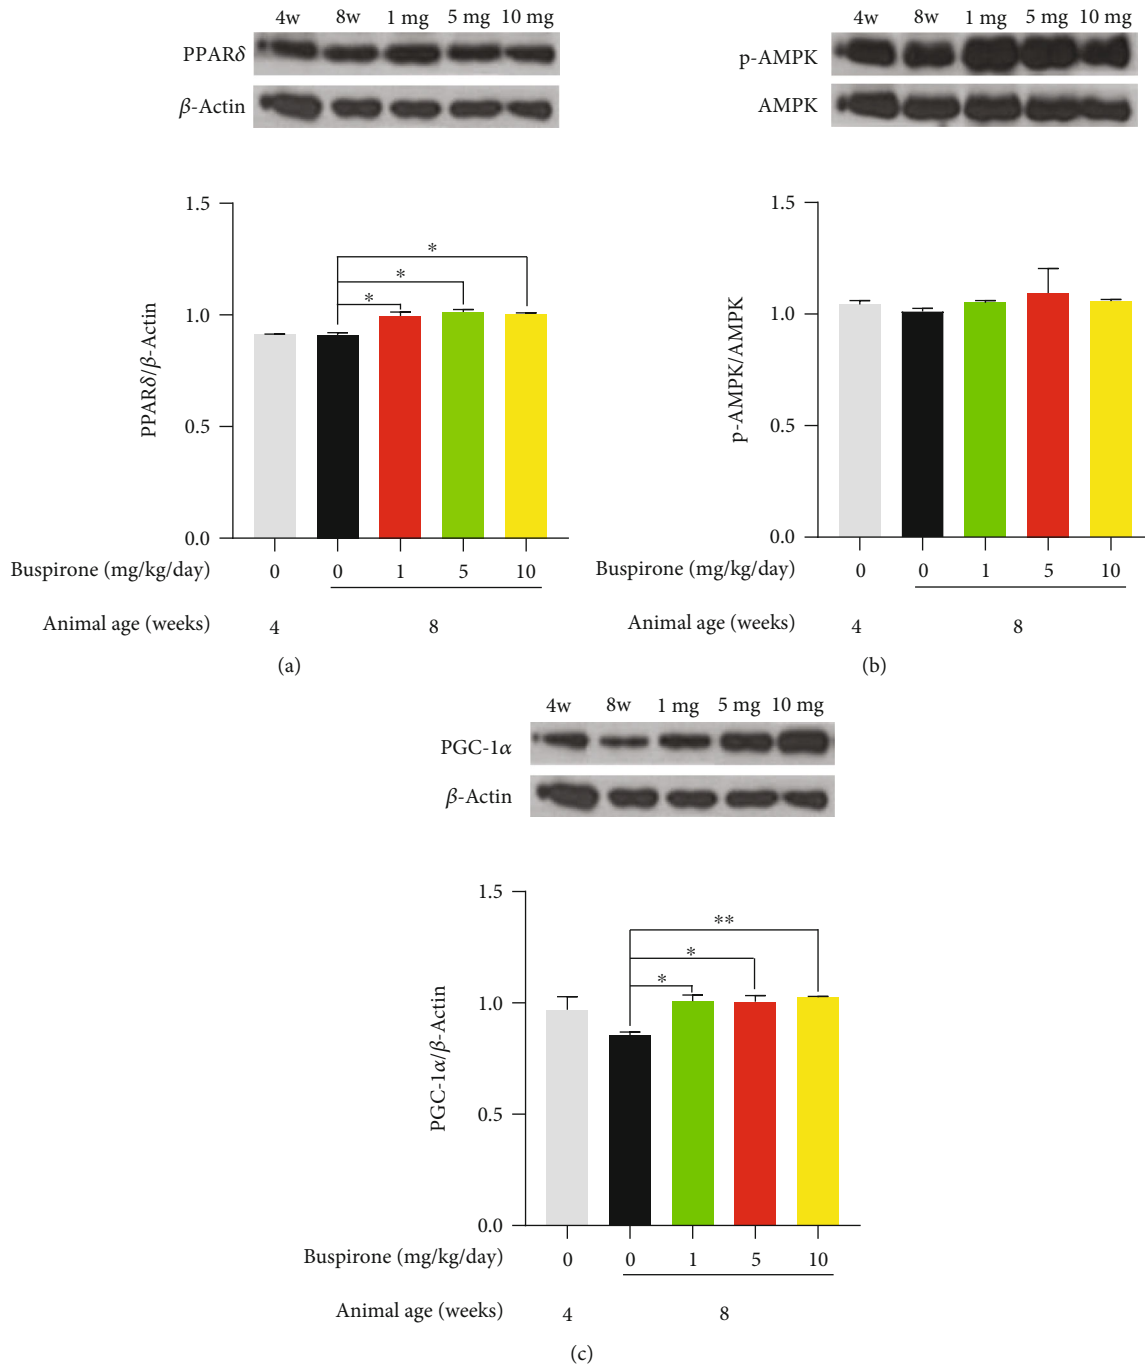 4w 8w 1 mg 5 mg 10 mg
PPARδ
β-Actin
1.5
1.0
0.5
0.0
PPARδ/β-Actin
* * *
Buspirone (mg/kg/day) 0 0 1 5 10
Animal age (weeks) 4 8
(a)
4w 8w 1 mg 5 mg 10 mg
p-AMPK
AMPK
1.5
1.0
0.5
0.0
p-AMPK/AMPK
Buspirone (mg/kg/day) 0 0 1 5 10
Animal age (weeks) 4 8
(b)
4w 8w 1 mg 5 mg 10 mg
PGC-1α
β-Actin
1.5
1.0
0.5
0.0
PGC-1α/β-Actin
**
*
*
Buspirone (mg/kg/day) 0 0 1 5 10
Animal age (weeks) 4 8
(c)